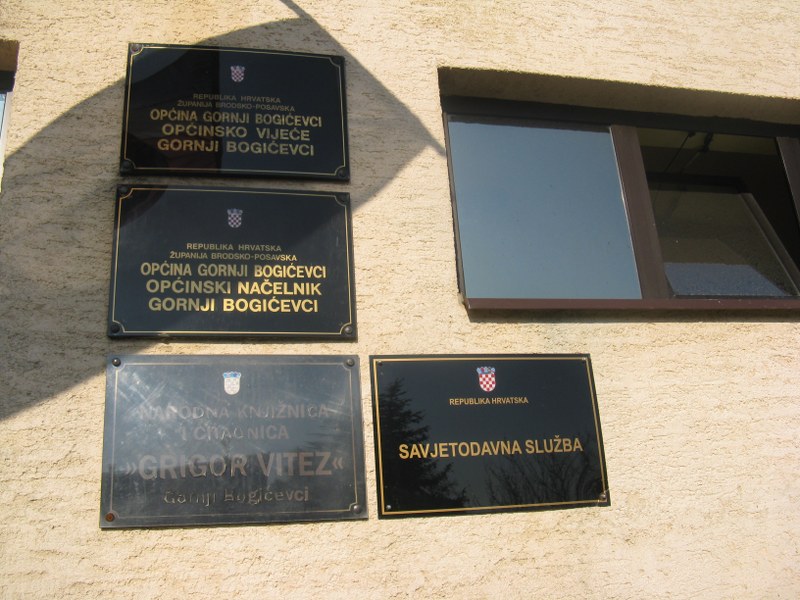 REPUBLIKA HRVATSKA
ŽUPANIJA BRODSKO-POSAVSKA
OPĆINA GORNJI BOGIĆEVCI
OPĆINSKO VIJEĆE
GORNJI BOGIĆEVCI
REPUBLIKA HRVATSKA
ŽUPANIJA BRODSKO-POSAVSKA
OPĆINA GORNJI BOGIĆEVCI
OPĆINSKI NAČELNIK
GORNJI BOGIĆEVCI
NARODNA KNJIŽNICA
I ČITAONICA
»GRIGOR VITEZ«
Gornji Bogićevci
REPUBLIKA HRVATSKA
SAVJETODAVNA SLUŽBA